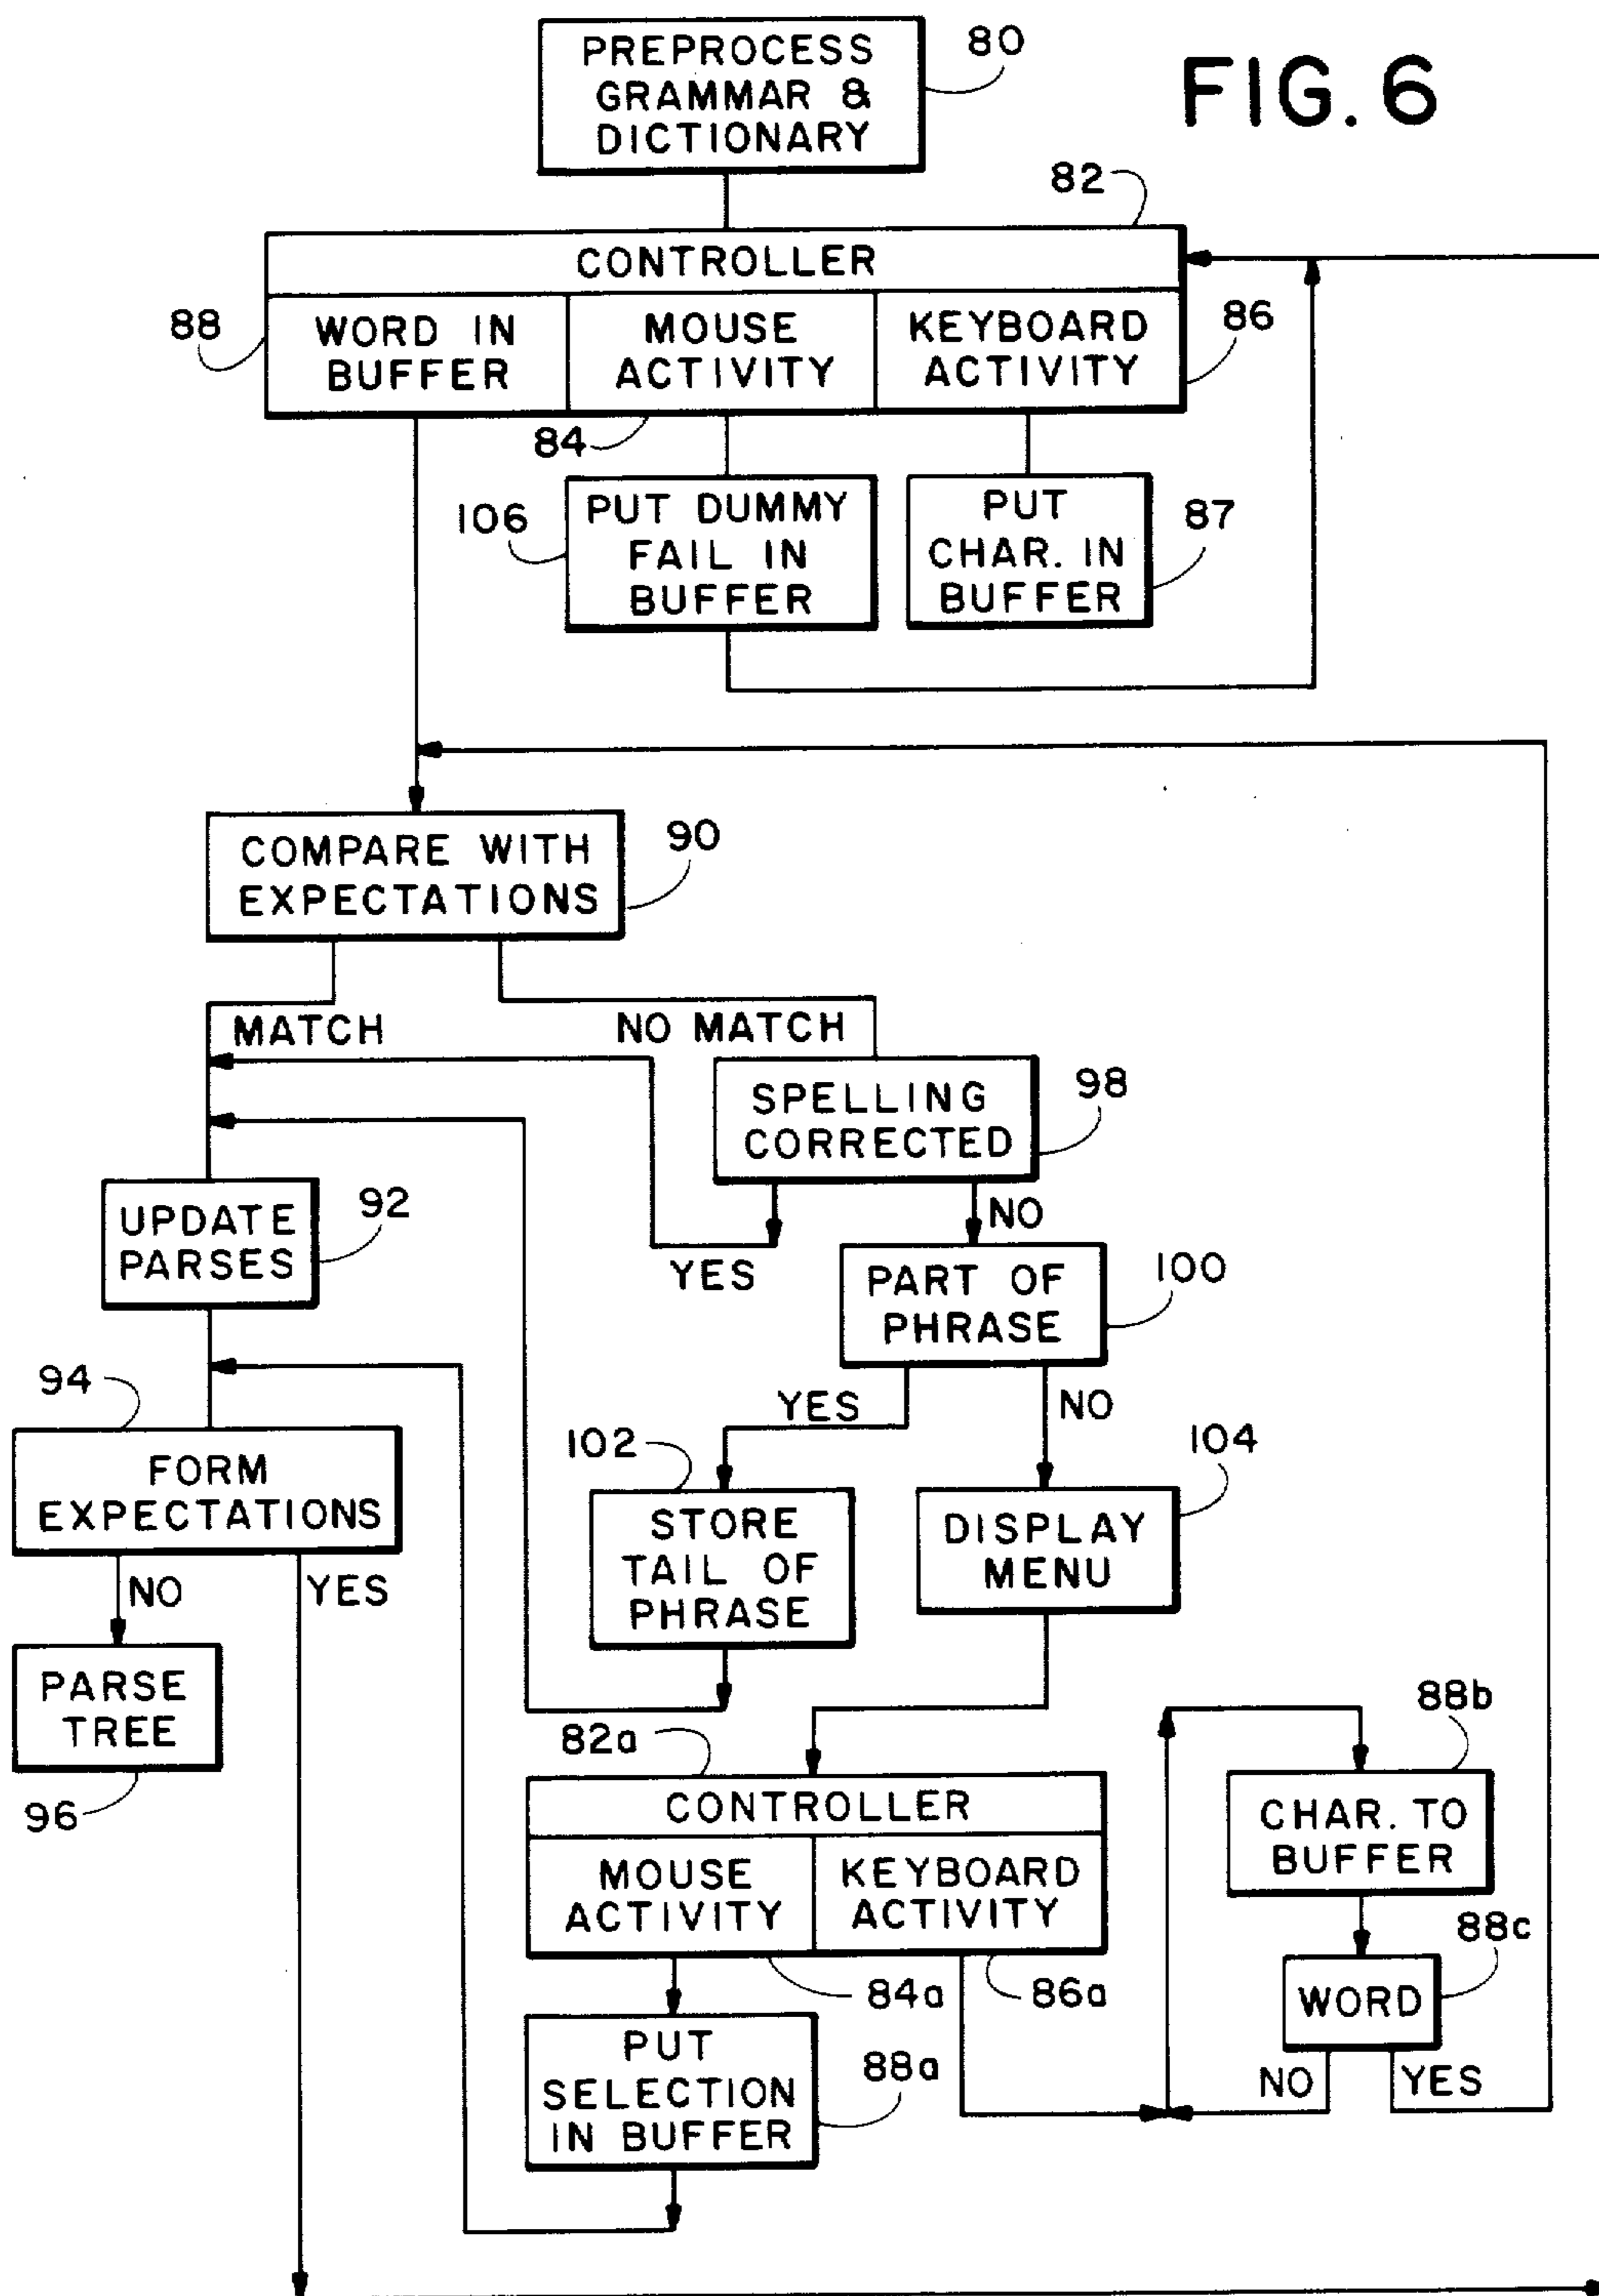 PREPROCESS
GRAMMAR &
DICTIONARY
80
FIG. 6
82
CONTROLLER
88
WORD IN
BUFFER
MOUSE
ACTIVITY
KEYBOARD
ACTIVITY
86
84
106
PUT DUMMY
FAIL IN
BUFFER
PUT
CHAR. IN
BUFFER
87
COMPARE WITH
EXPECTATIONS
90
MATCH
NO MATCH
SPELLING
CORRECTED
98
UPDATE
PARSES
92
YES
NO
PART OF
PHRASE
100
94
FORM
EXPECTATIONS
YES
NO
102
STORE
TAIL OF
PHRASE
104
DISPLAY
MENU
NO
YES
PARSE
TREE
96
82a
CONTROLLER
MOUSE
ACTIVITY
KEYBOARD
ACTIVITY
84a
86a
88b
CHAR. TO
BUFFER
88c
WORD
NO
YES
PUT
SELECTION
IN BUFFER
88a